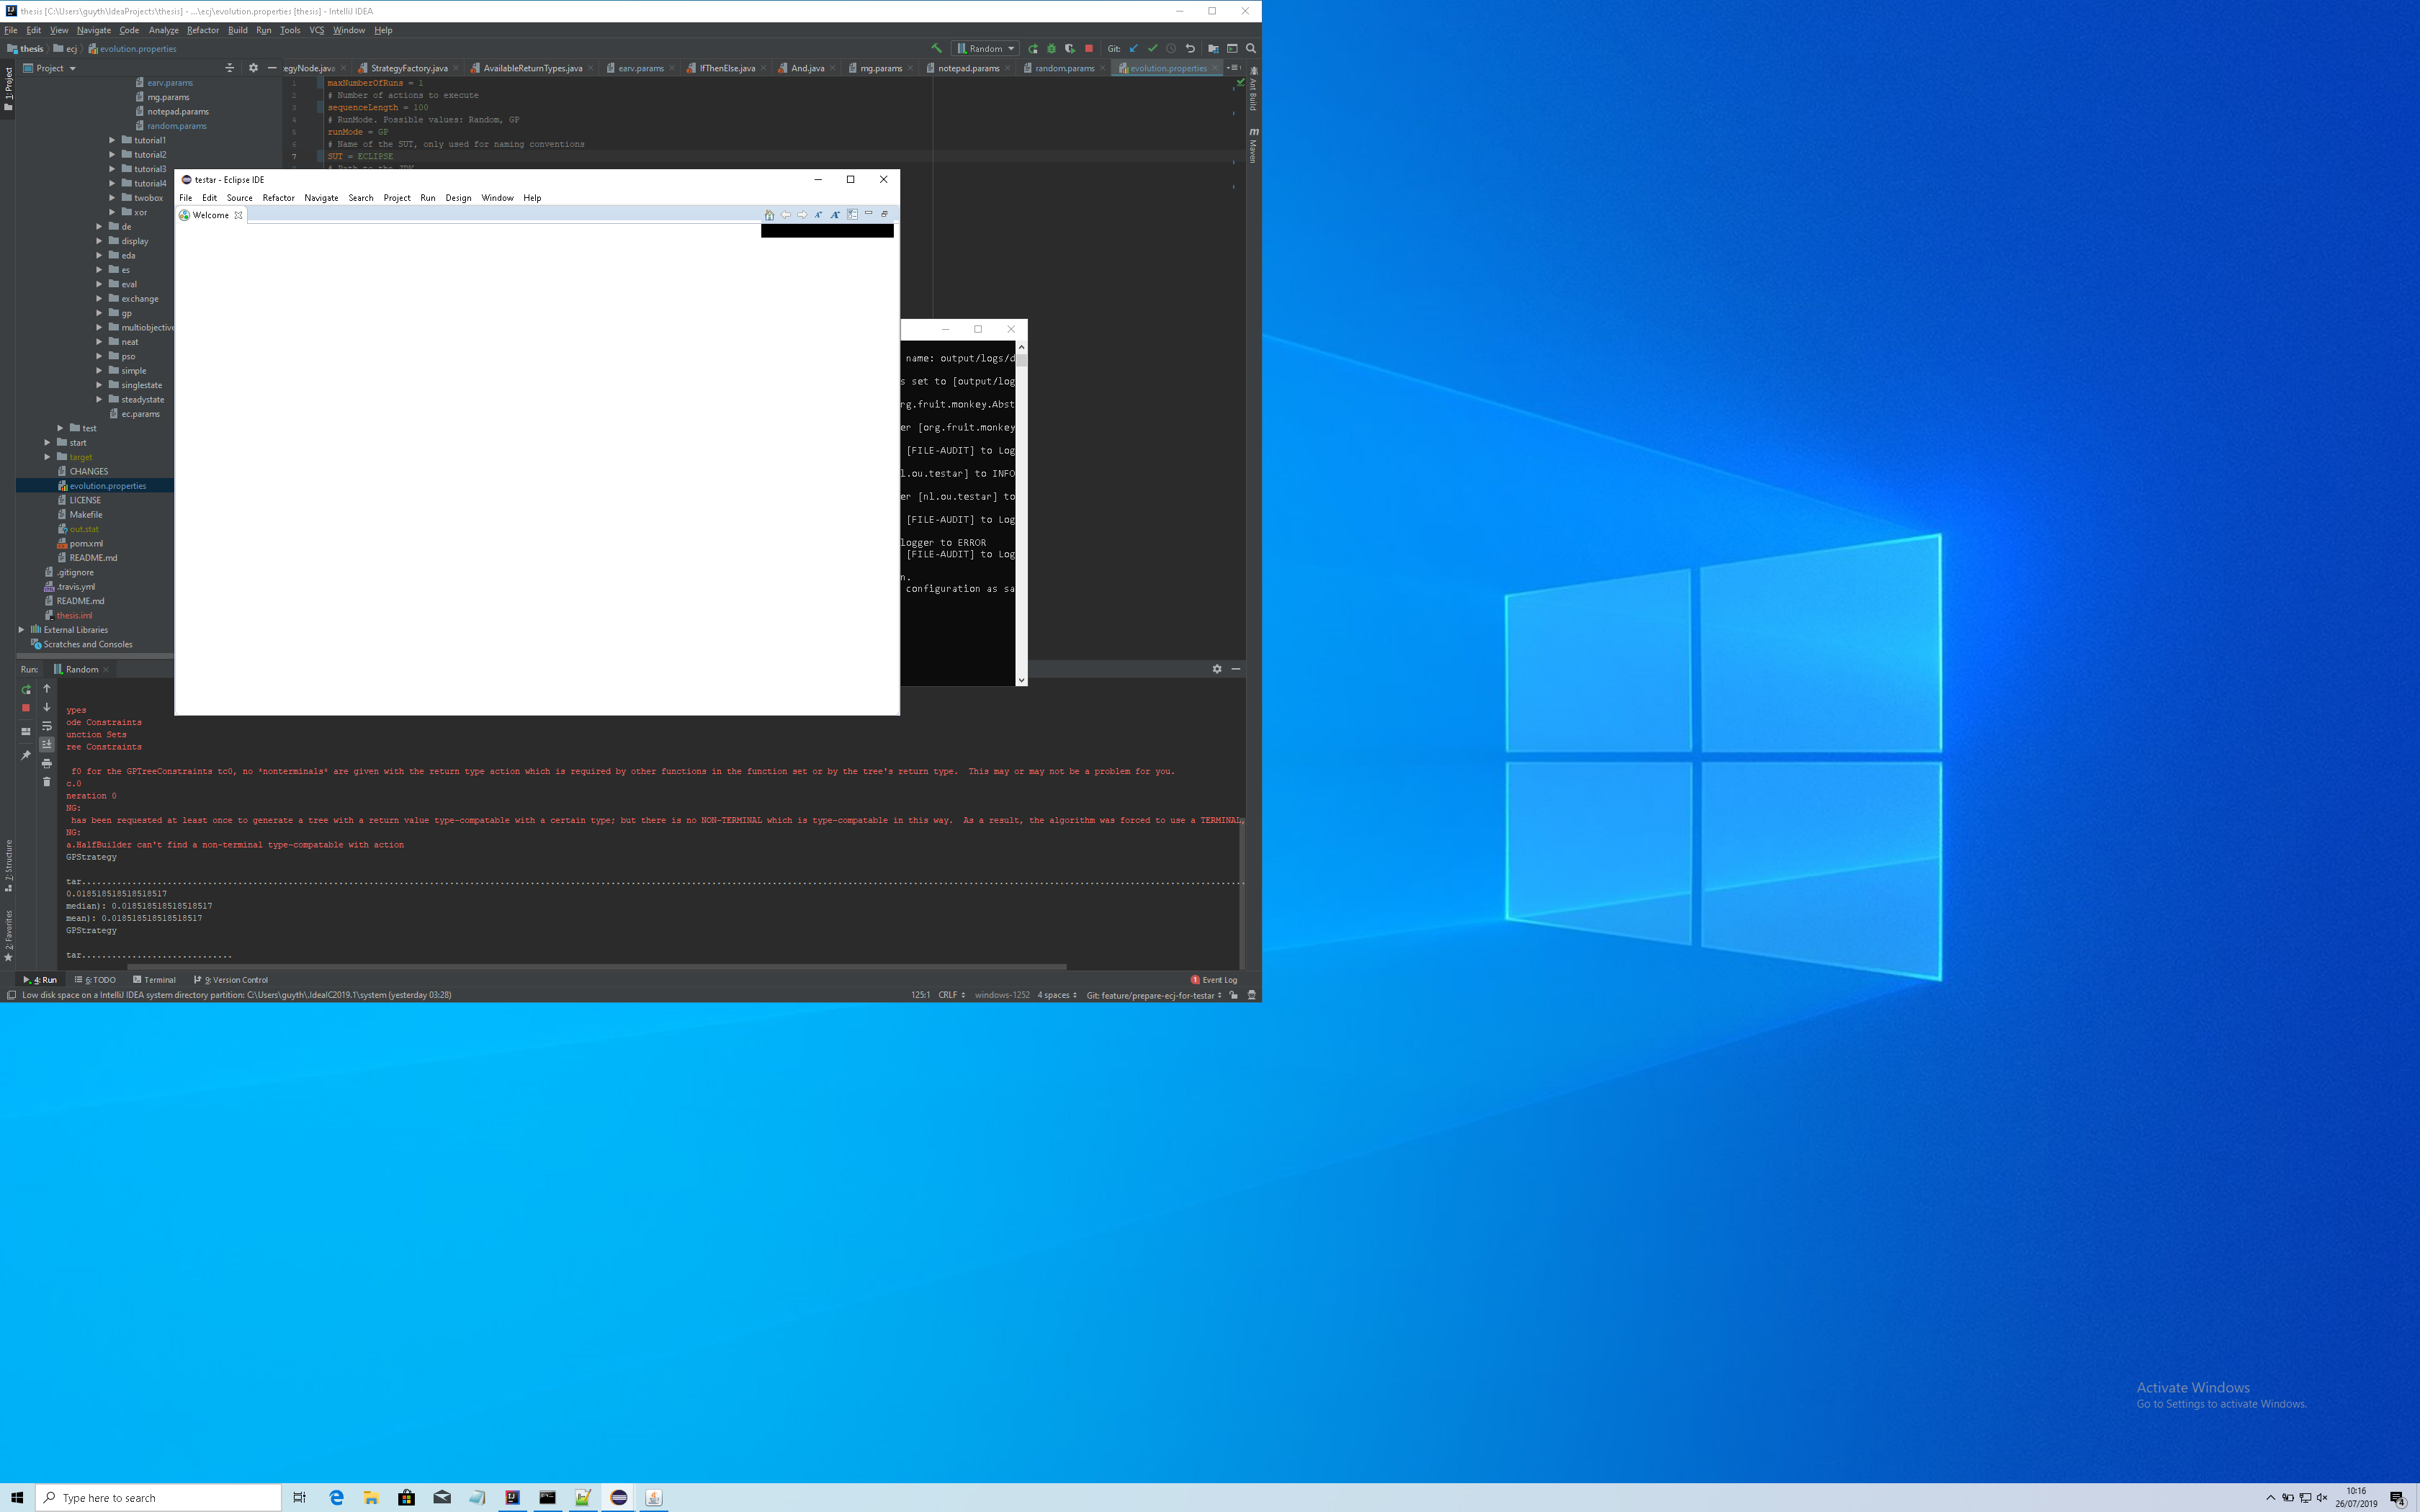 thesis [C:\Users\guyth\IdeaProjects\thesis] - ...\ecj\evolution.properties [thesis] - IntelliJ IDEA
File Edit View Navigate Code Analyze Refactor Build Run Tools VCS Window Help
thesis ecj evolution.properties
Random Git:
Project
egyNode.java StrategyFactory.java AvailableReturnTypes.java earv.params IfThenElse.java And.java mg.params notepad.params random.params evolution.properties
1: Project
earv.params
mg.params
notepad.params
random.params
tutorial1
tutorial2
tutorial3
tutorial4
twobox
xor
de
display
eda
es
eval
exchange
gp
multiobjective
neat
pso
simple
singlestate
steadystate
ec.params
test
start
target
CHANGES
evolution.properties
LICENSE
Makefile
out.stat
pom.xml
README.md
.gitignore
.travis.yml
README.md
thesis.iml
External Libraries
Scratches and Consoles
1 maxNumberOfRuns = 1
2 # Number of actions to execute
3 sequenceLength = 100
4 # RunMode. Possible values: Random, GP
5 runMode = GP
6 # Name of the SUT, only used for naming conventions
7 SUT = ECLIPSE
Ant Build
Maven
testar - Eclipse IDE
File Edit Source Refactor Navigate Search Project Run Design Window Help
Welcome
name: output/logs/d
s set to [output/log
rg.fruit.monkey.Abst
er [org.fruit.monkey
[FILE-AUDIT] to Log
l.ou.testar] to INFO
er [nl.ou.testar] to
[FILE-AUDIT] to Log
logger to ERROR
[FILE-AUDIT] to Log
n.
configuration as sa
Run: Random
ypes
ode Constraints
unction Sets
ree Constraints
f0 for the GPTreeConstraints tc0, no *nonterminals* are given with the return type action which is required by other functions in the function set or by the tree's return type.  This may or may not be a problem for you.
c.0
neration 0
NG:
has been requested at least once to generate a tree with a return value type-compatable with a certain type; but there is no NON-TERMINAL which is type-compatable in this way.  As a result, the algorithm was forced to use a TERMINAL
NG:
a.HalfBuilder can't find a non-terminal type-compatable with action
GPStrategy
tar..........
0.018518518518518517
median): 0.018518518518518517
mean): 0.018518518518518517
GPStrategy
tar..............................
7: Structure
2: Favorites
4: Run 6: TODO Terminal 9: Version Control 1 Event Log
Low disk space on a IntelliJ IDEA system directory partition: C:\Users\guyth\.IdeaIC2019.1\system (yesterday 03:28) 125:1 CRLF windows-1252 4 spaces Git: feature/prepare-ecj-for-testar
Activate Windows
Go to Settings to activate Windows.
Type here to search
10:16
26/07/2019
4